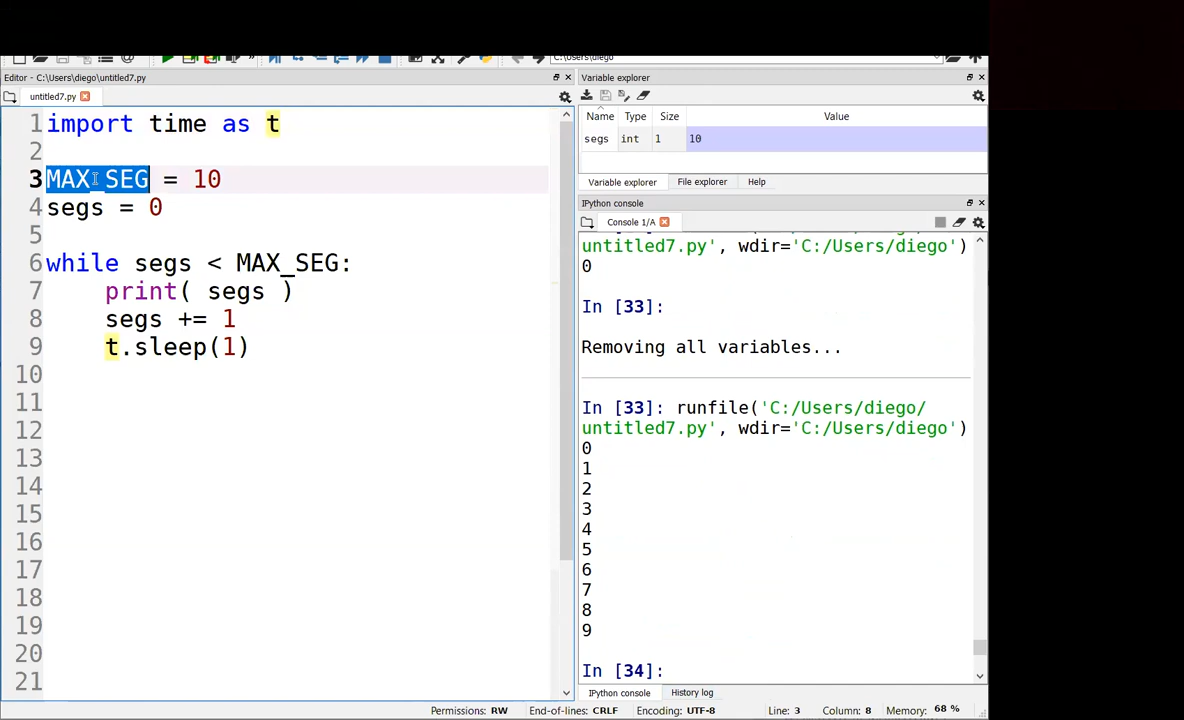 C:\Users\diego
Editor - C:\Users\diego\untitled7.py
untitled7.py
1 import time as t
2
3 MAX_SEG = 10
4 segs = 0
5
6 while segs < MAX_SEG:
7 print( segs )
8 segs += 1
9 t.sleep(1)
10
11
12
13
14
15
16
17
18
19
20
21
Variable explorer
Name Type Size Value
segs int 1 10
Variable explorer File explorer Help
IPython console
Console 1/A
untitled7.py', wdir='C:/Users/diego')
0
In [33]:
Removing all variables...
In [33]: runfile('C:/Users/diego/
untitled7.py', wdir='C:/Users/diego')
0
1
2
3
4
5
6
7
8
9
In [34]:
IPython console History log
Permissions: RW End-of-lines: CRLF Encoding: UTF-8 Line: 3 Column: 8 Memory: 68 %